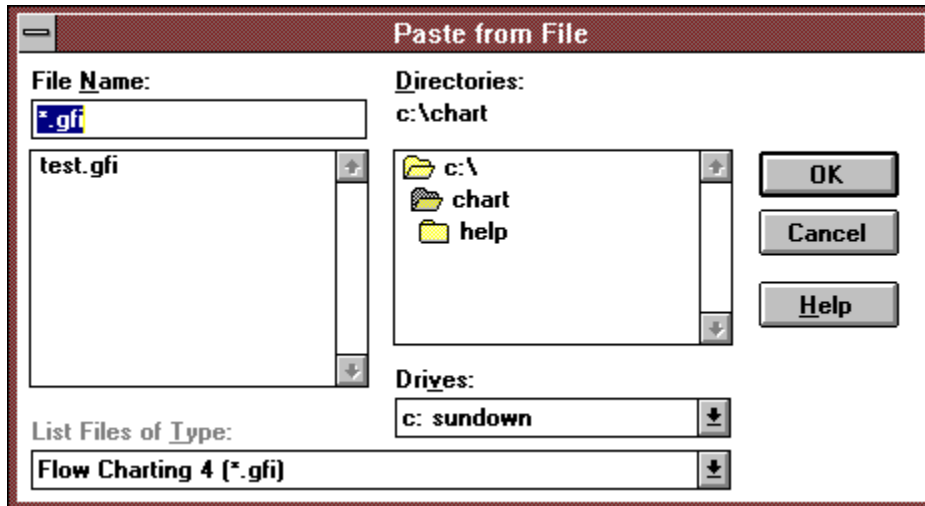 Paste from File
File Name:
*.gfi
test.gfi
Directories:
c:\chart
c:\
chart
help
OK
Cancel
Help
Drives:
c: sundown
List Files of Type:
Flow Charting 4 (*.gfi)